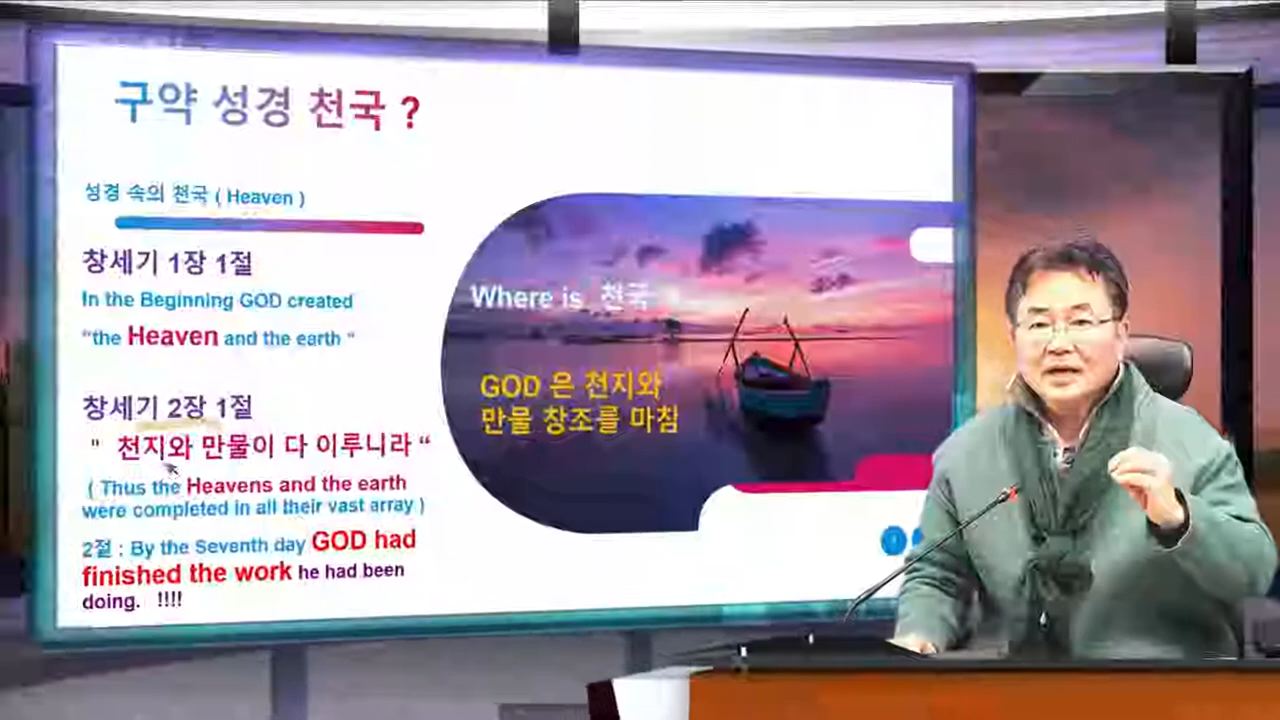 구약 성경 천국 ?
성경 속의 천국 ( Heaven )
창세기 1장 1절
In the Beginning GOD created
"the Heaven and the earth "
창세기 2장 1절
" 천지와 만물이 다 이루니라 "
( Thus the Heavens and the earth
were completed in all their vast array )
2절 : By the Seventh day GOD had
finished the work he had been
doing. !!!!
Where is 천국
GOD 은 천지와
만물 창조를 마침